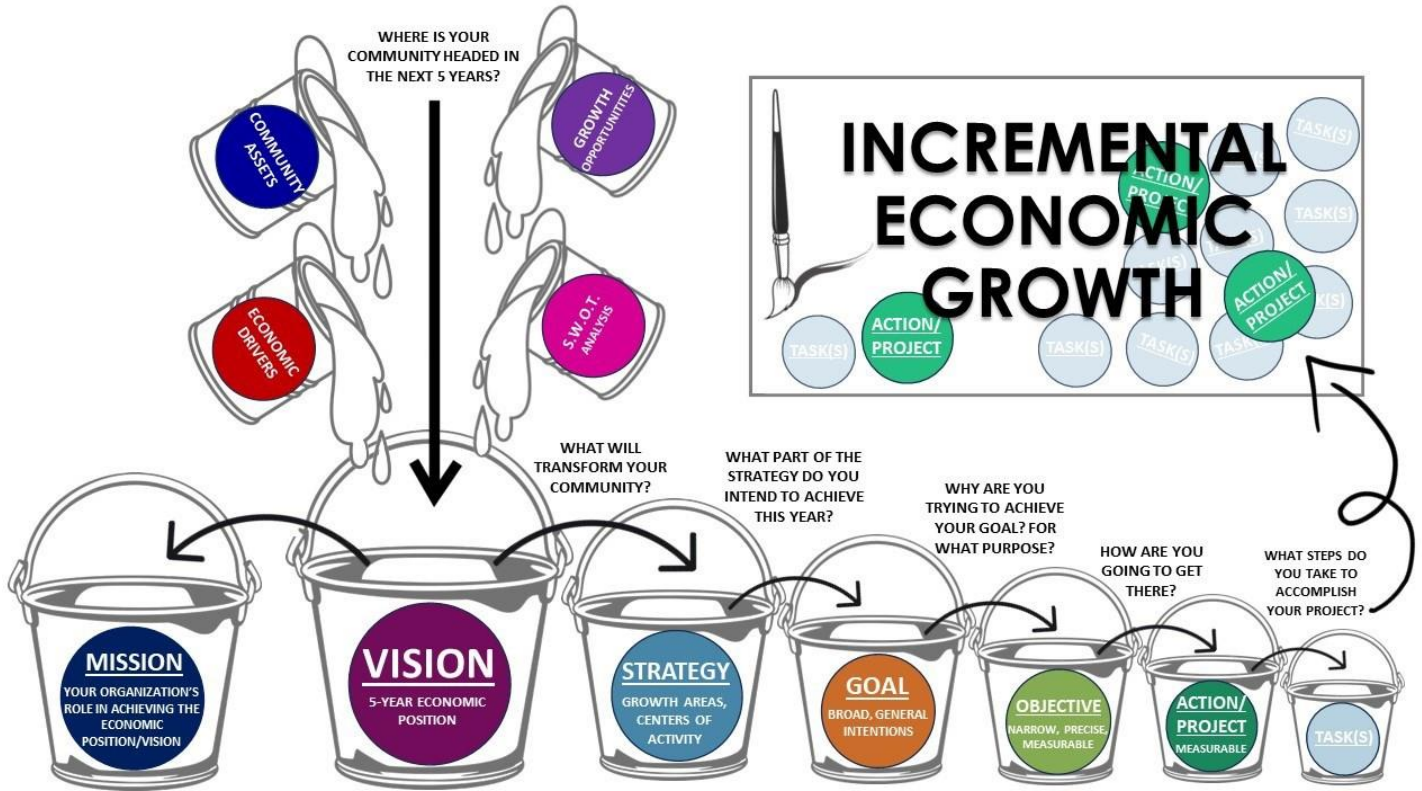 WHERE IS YOUR
COMMUNITY HEADED IN
THE NEXT 5 YEARS?
COMMUNITY
ASSETS
GROWTH
OPPORTUNITITES
ECONOMIC
DRIVERS
S.W.O.T.
ANALYSIS
INCREMENTAL
ECONOMIC
GROWTH
TASK(S)
ACTION/
PROJECT
TASK(S)
TASK(S)
TASK(S)
ACTION/
PROJECT
TASK(S)
ACTION/
PROJECT
TASK(S)
TASK(S)
TASK(S)
WHAT WILL
TRANSFORM YOUR
COMMUNITY?
WHAT PART OF THE
STRATEGY DO YOU
INTEND TO ACHIEVE
THIS YEAR?
WHY ARE YOU
TRYING TO ACHIEVE
YOUR GOAL? FOR
WHAT PURPOSE?
HOW ARE YOU
GOING TO GET
THERE?
WHAT STEPS DO
YOU TAKE TO
ACCOMPLISH
YOUR PROJECT?
MISSION
YOUR ORGANIZATION'S
ROLE IN ACHIEVING THE
ECONOMIC
POSITION/VISION
VISION
5-YEAR ECONOMIC
POSITION
STRATEGY
GROWTH AREAS,
CENTERS OF
ACTIVITY
GOAL
BROAD, GENERAL
INTENTIONS
OBJECTIVE
NARROW, PRECISE,
MEASURABLE
ACTION/
PROJECT
MEASURABLE
TASK(S)